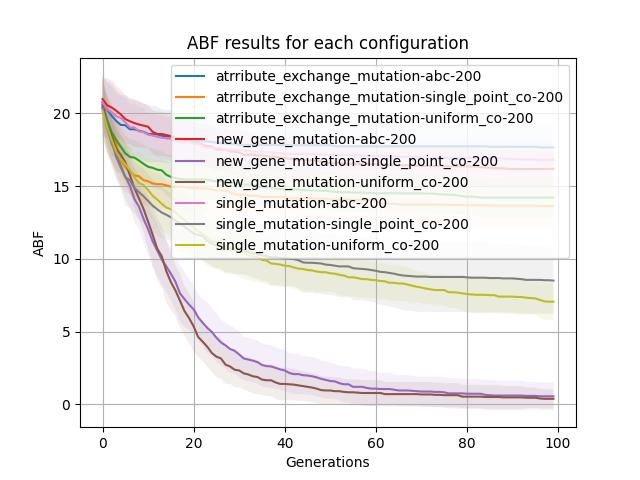 ABF results for each configuration
atrribute_exchange_mutation-abc-200
atrribute_exchange_mutation-single_point_co-200
atrribute_exchange_mutation-uniform_co-200
new_gene_mutation-abc-200
new_gene_mutation-single_point_co-200
new_gene_mutation-uniform_co-200
single_mutation-abc-200
single_mutation-single_point_co-200
single_mutation-uniform_co-200
ABF
20
15
10
5
0
0 20 40 60 80 100
Generations